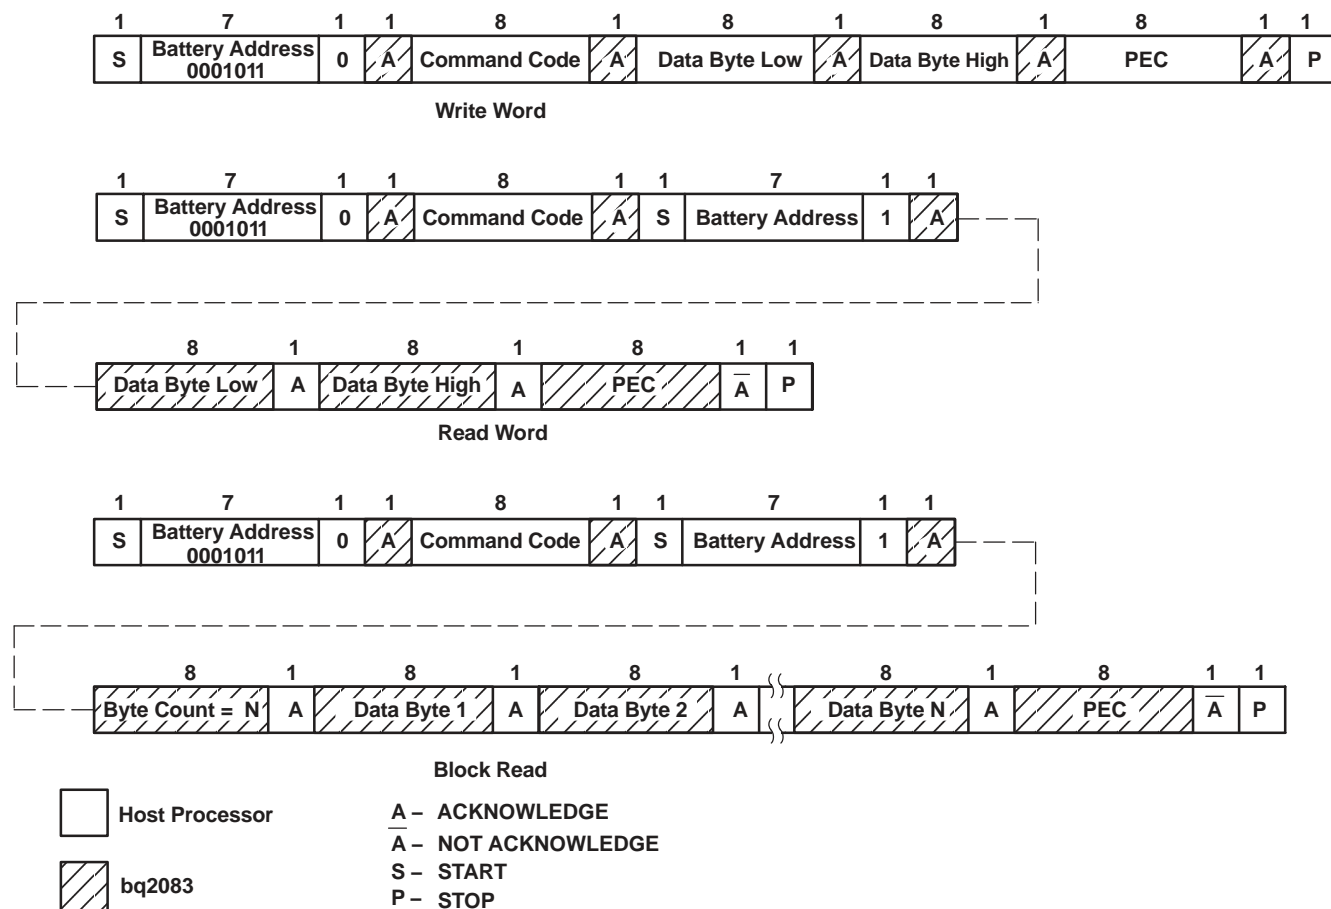 1 7 1 1 8 1 8 1 8 1 8 1 1
S Battery Address 0 A Command Code A Data Byte Low A Data Byte High A PEC A P
0001011
Write Word
1 7 1 1 8 1 1 7 1 1
S Battery Address 0 A Command Code A S Battery Address 1 A
0001011
8 1 8 1 8 1 1
Data Byte Low A Data Byte High A PEC A̅ P
Read Word
1 7 1 1 8 1 1 7 1 1
S Battery Address 0 A Command Code A S Battery Address 1 A
0001011
8 1 8 1 8 1 8 1 8 1 1
Byte Count = N A Data Byte 1 A Data Byte 2 A Data Byte N A PEC A̅ P
Block Read
Host Processor
A – ACKNOWLEDGE
A̅ – NOT ACKNOWLEDGE
S – START
bq2083
P – STOP